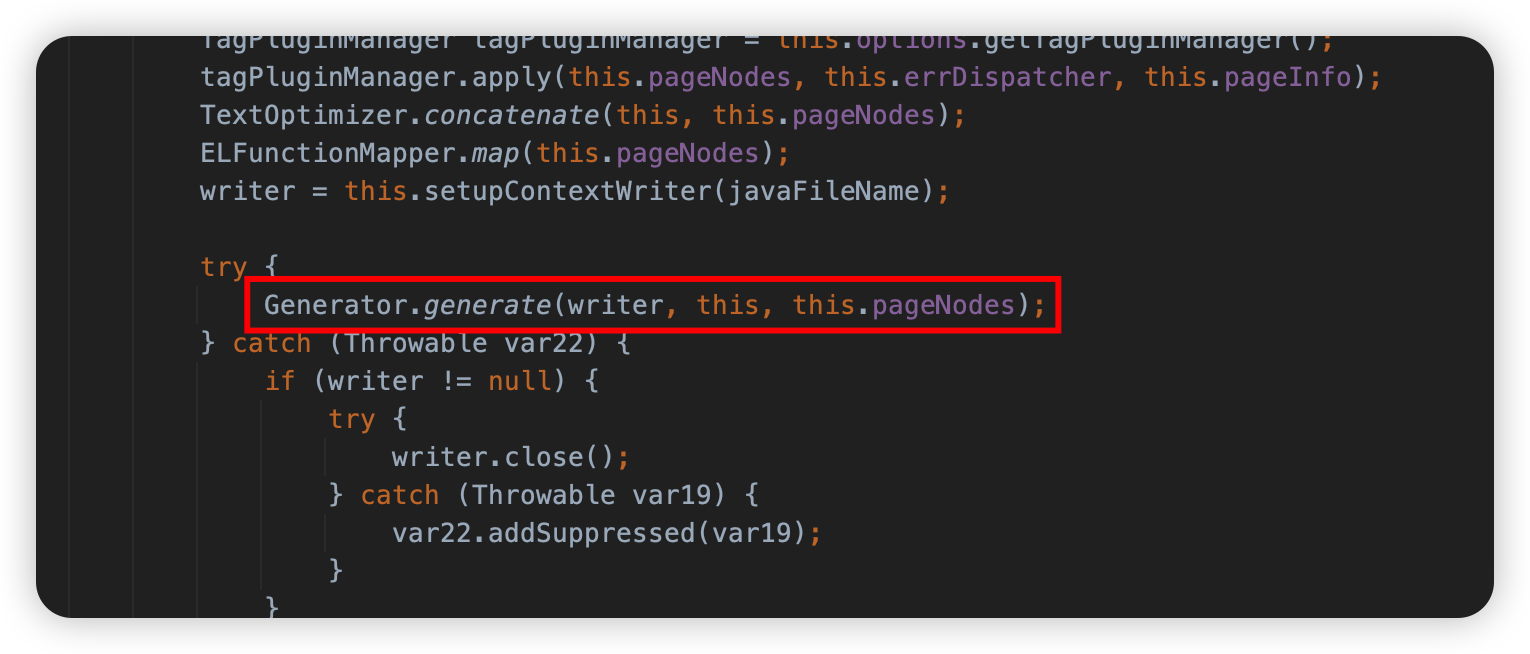 TagPluginManager tagPluginManager = this.options.getTagPluginManager();
tagPluginManager.apply(this.pageNodes, this.errDispatcher, this.pageInfo);
TextOptimizer.concatenate(this, this.pageNodes);
ELFunctionMapper.map(this.pageNodes);
writer = this.setupContextWriter(javaFileName);
try {
Generator.generate(writer, this, this.pageNodes);
} catch (Throwable var22) {
if (writer != null) {
try {
writer.close();
} catch (Throwable var19) {
var22.addSuppressed(var19);
}
}